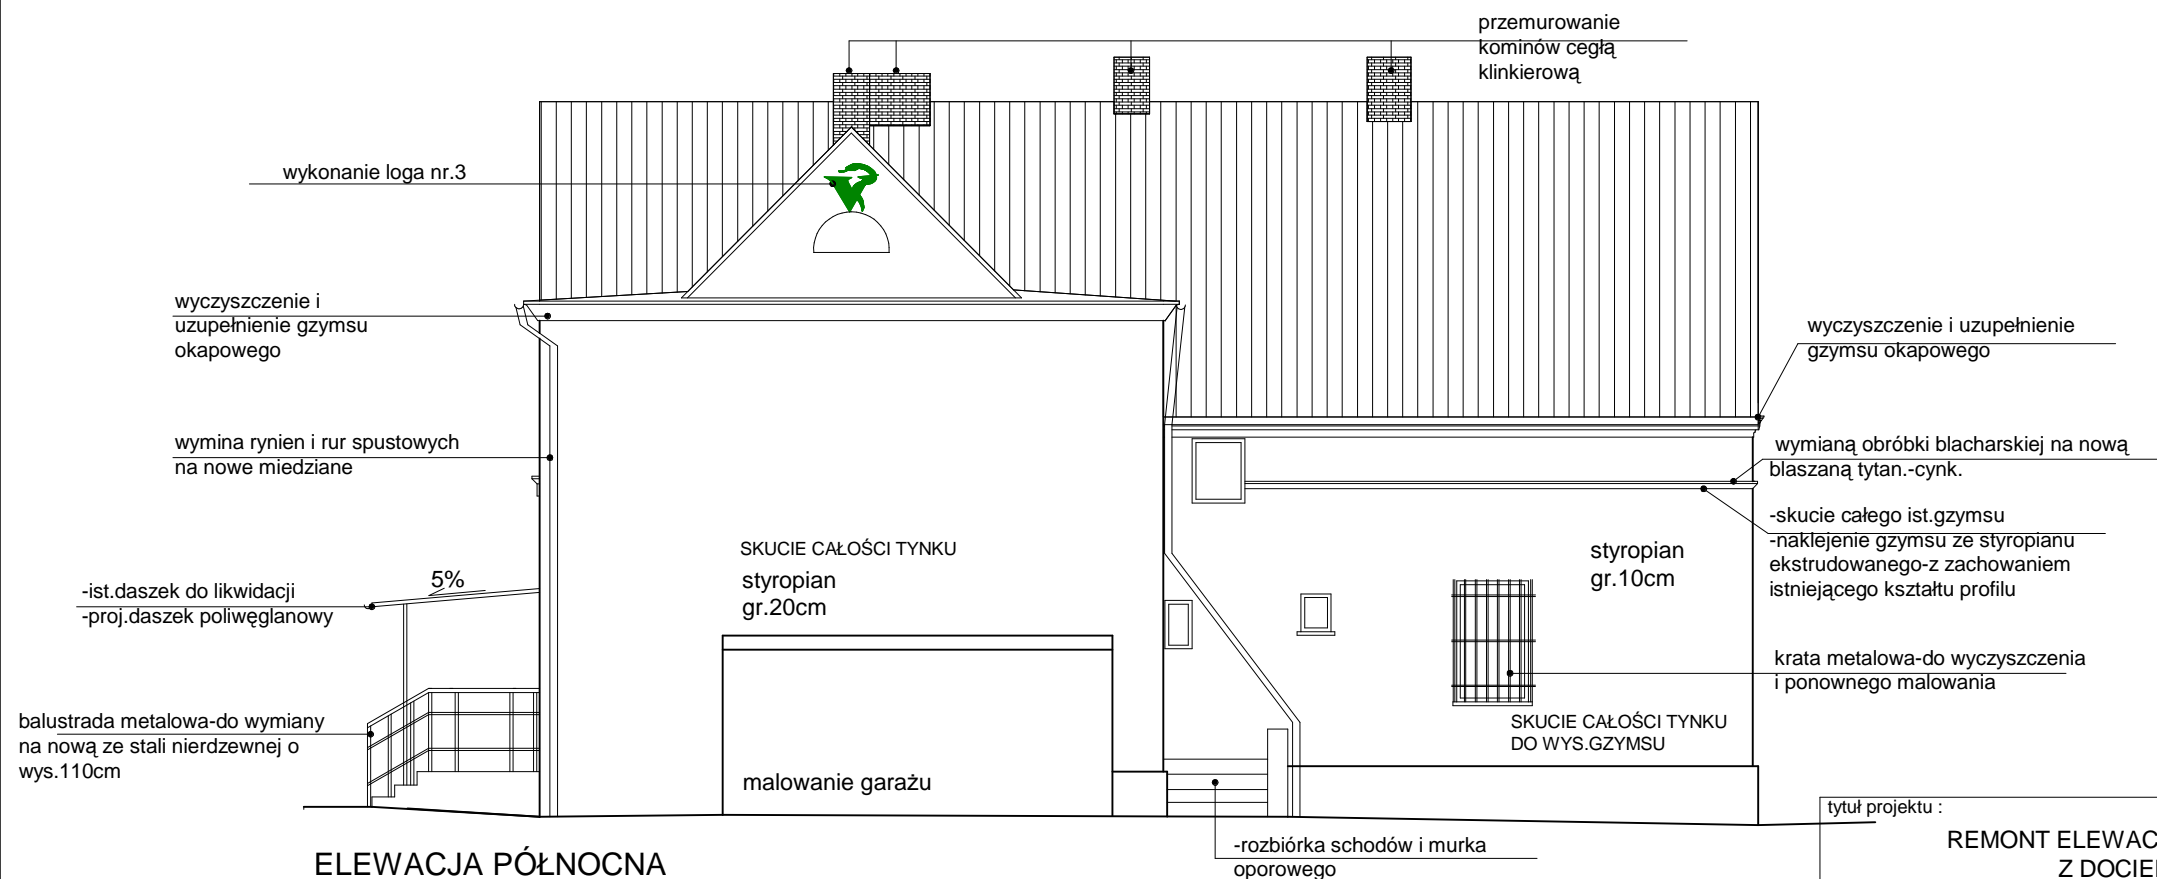 przemurowanie
kominów cegłą
klinkierową
wykonanie loga nr.3
wyczyszczenie i
uzupełnienie gzymsu
okapowego
wyczyszczenie i uzupełnienie
gzymsu okapowego
wymina rynien i rur spustowych
na nowe miedziane
wymianą obróbki blacharskiej na nową
blaszaną tytan.-cynk.
-skucie całego ist.gzymsu
-naklejenie gzymsu ze styropianu
ekstrudowanego-z zachowaniem
istniejącego kształtu profilu
SKUCIE CAŁOŚCI TYNKU
styropian
gr.20cm
styropian
gr.10cm
5%
-ist.daszek do likwidacji
-proj.daszek poliwęglanowy
krata metalowa-do wyczyszczenia
i ponownego malowania
balustrada metalowa-do wymiany
na nową ze stali nierdzewnej o
wys.110cm
SKUCIE CAŁOŚCI TYNKU
DO WYS.GZYMSU
malowanie garażu
-rozbiórka schodów i murka
oporowego
ELEWACJA PÓŁNOCNA
tytuł projektu :
REMONT ELEWAC
Z DOCIE